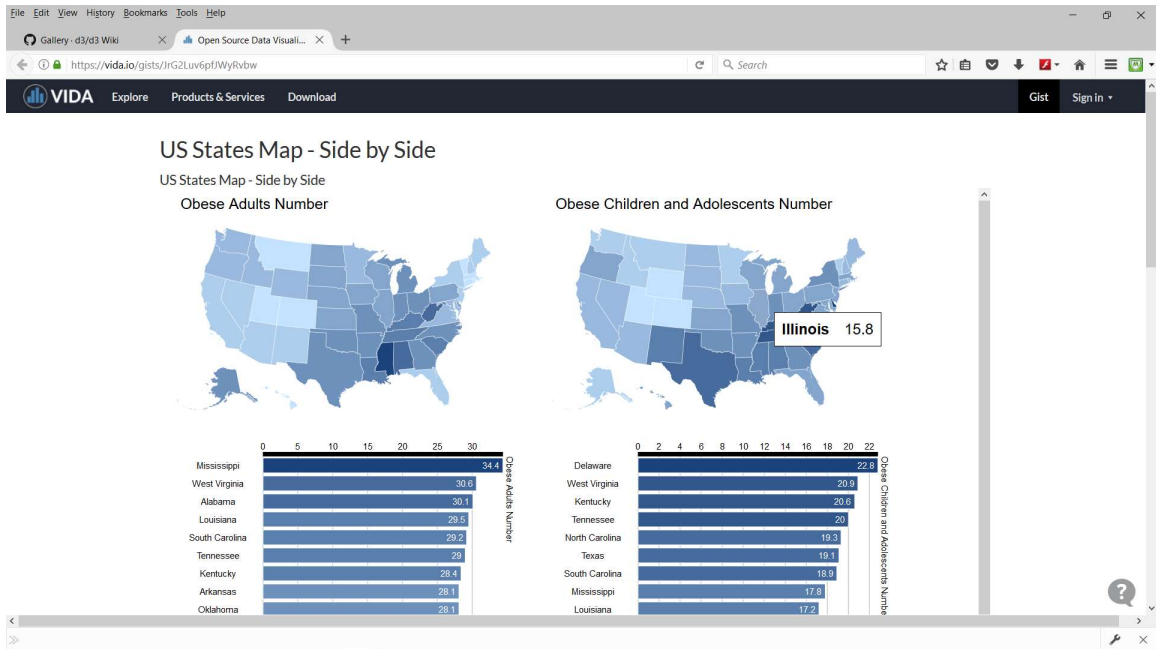 File Edit View History Bookmarks Tools Help
Gallery · d3/d3 Wiki
Open Source Data Visuali...
https://vida.io/gists/JrG2Luv6pfJWyRvbw
Search
VIDA Explore Products & Services Download Gist Sign in
US States Map - Side by Side
US States Map - Side by Side
Obese Adults Number
Obese Children and Adolescents Number
Illinois 15.8
0 5 10 15 20 25 30
Mississippi 34.4
West Virginia 30.6
Alabama 30.1
Louisiana 29.5
South Carolina 29.2
Tennessee 29
Kentucky 28.4
Arkansas 28.1
Oklahoma 28.1
Obese Adults Number
0 2 4 6 8 10 12 14 16 18 20 22
Delaware 22.8
West Virginia 20.9
Kentucky 20.6
Tennessee 20
North Carolina 19.3
Texas 19.1
South Carolina 18.9
Mississippi 17.8
Louisiana 17.2
Obese Children and Adolescents Numbe
?